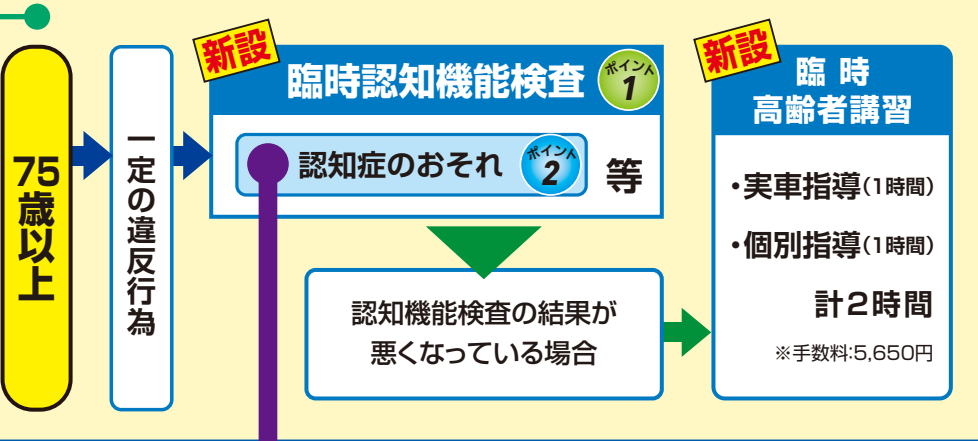 75歳以上
一定の違反行為
新設
臨時認知機能検査
ポイント1
認知症のおそれ
ポイント2
等
認知機能検査の結果が
悪くなっている場合
新設
臨時
高齢者講習
・実車指導(1時間)
・個別指導(1時間)
計2時間
※手数料:5,650円